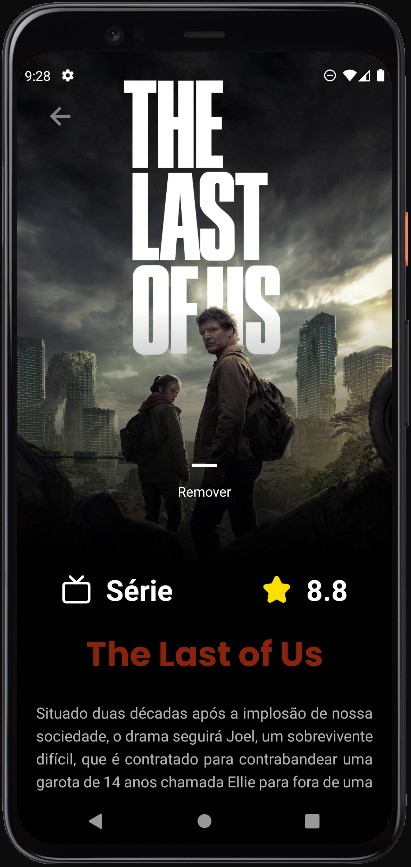 9:28
THE
LAST
OF US
Remover
Série
8.8
The Last of Us
Situado duas décadas após a implosão de nossa
sociedade, o drama seguirá Joel, um sobrevivente
difícil, que é contratado para contrabandear uma
garota de 14 anos chamada Ellie para fora de uma